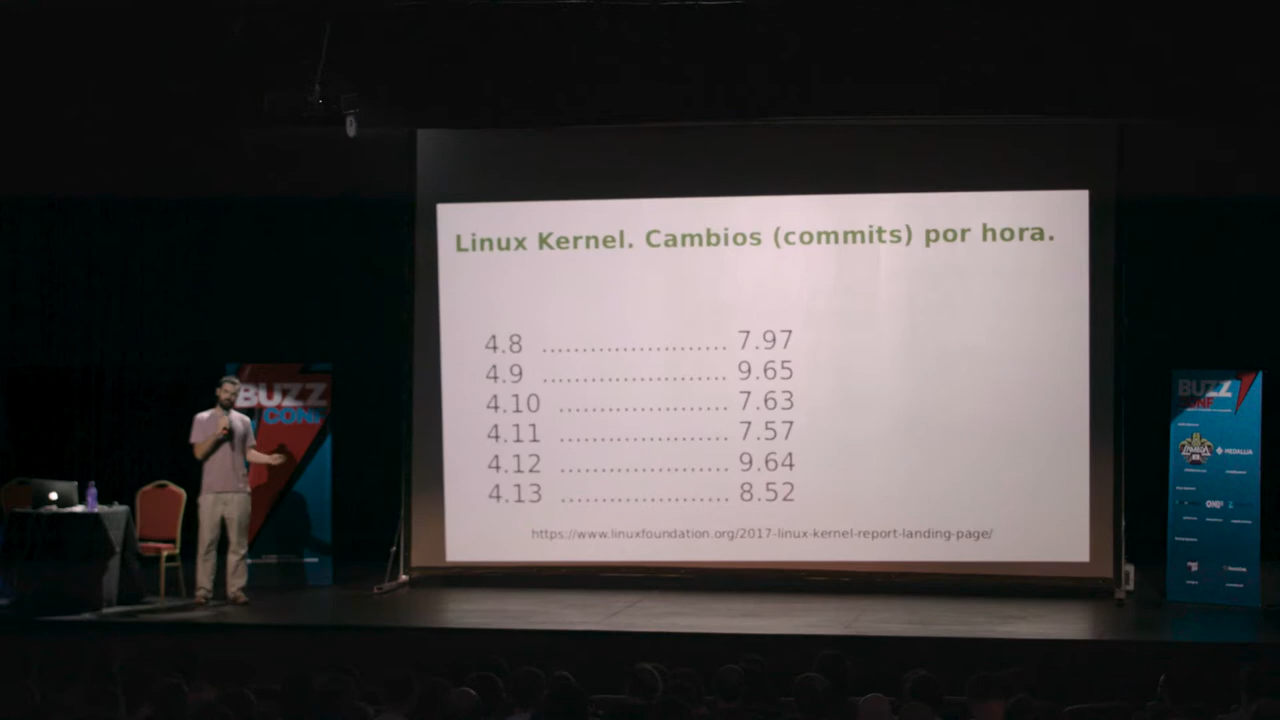 Linux Kernel. Cambios (commits) por hora.
4.8 ....................... 7.97
4.9 ....................... 9.65
4.10 ..................... 7.63
4.11 ..................... 7.57
4.12 ..................... 9.64
4.13 ..................... 8.52
https://www.linuxfoundation.org/2017-linux-kernel-report-landing-page/
BUZZ
CONF
BUZZ
CONF
MEDALLIA